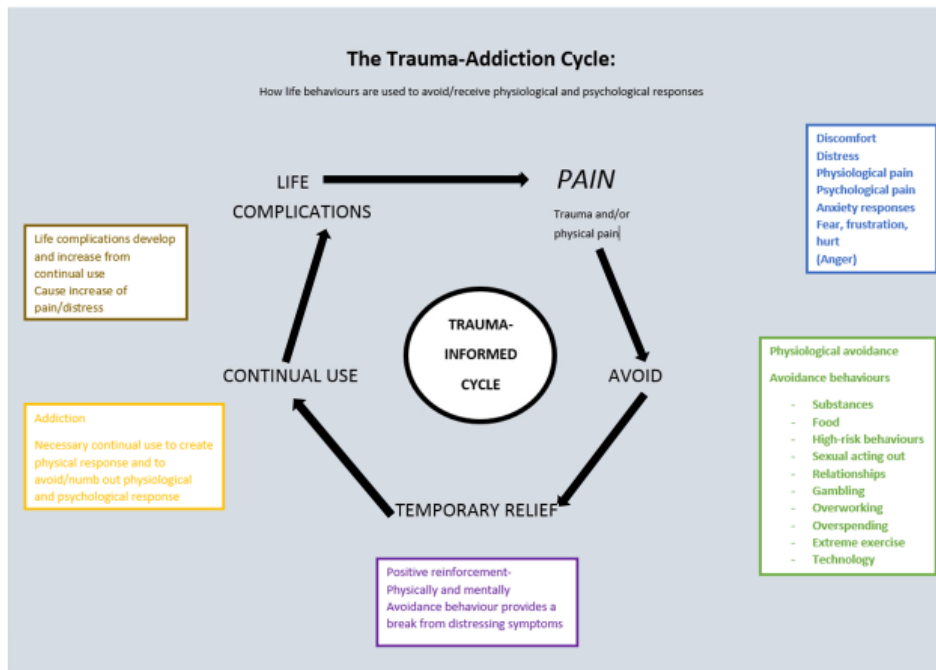 The Trauma-Addiction Cycle:
How life behaviours are used to avoid/receive physiological and psychological responses
LIFE
COMPLICATIONS
PAIN
Trauma and/or
physical pain
Discomfort
Distress
Physiological pain
Psychological pain
Anxiety responses
Fear, frustration,
hurt
(Anger)
Life complications develop
and increase from
continual use
Cause increase of
pain/distress
TRAUMA-
INFORMED
CYCLE
CONTINUAL USE
AVOID
Physiological avoidance
Avoidance behaviours
- Substances
- Food
- High-risk behaviours
- Sexual acting out
- Relationships
- Gambling
- Overworking
- Overspending
- Extreme exercise
- Technology
Addiction
Necessary continual use to create
physical response and to
avoid/numb out physiological
and psychological response
TEMPORARY RELIEF
Positive reinforcement-
Physically and mentally
Avoidance behaviour provides a
break from distressing symptoms